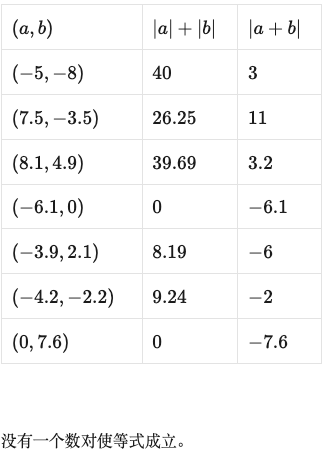 (a, b) |a| + |b| |a + b|
(−5, −8) 40 3
(7.5, −3.5) 26.25 11
(8.1, 4.9) 39.69 3.2
(−6.1, 0) 0 −6.1
(−3.9, 2.1) 8.19 −6
(−4.2, −2.2) 9.24 −2
(0, 7.6) 0 −7.6
没有一个数对使等式成立。